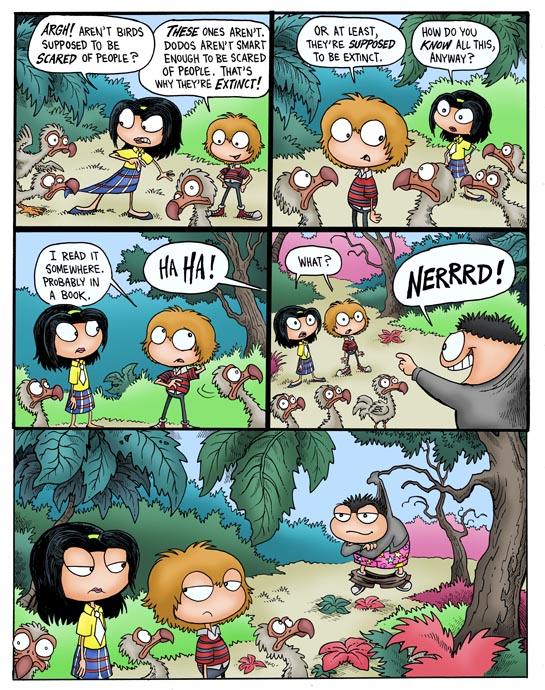 ARGH! AREN'T BIRDS
SUPPOSED TO BE
SCARED OF PEOPLE?
THESE ONES AREN'T.
DODOS AREN'T SMART
ENOUGH TO BE SCARED
OF PEOPLE. THAT'S
WHY THEY'RE EXTINCT!
OR AT LEAST,
THEY'RE SUPPOSED
TO BE EXTINCT.
HOW DO YOU
KNOW ALL THIS,
ANYWAY?
I READ IT
SOMEWHERE.
PROBABLY IN
A BOOK.
HA HA!
WHAT?
NERRRD!